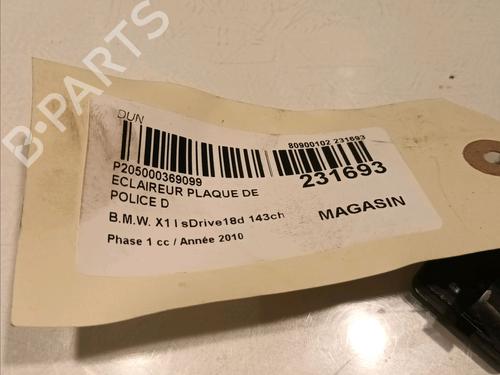 DUN
80900102 231693
P205000369099
231693
ECLAIREUR PLAQUE DE
POLICE D
MAGASIN
B.M.W. X1 I sDrive18d 143ch
Phase 1 cc / Année 2010
B-PARTS